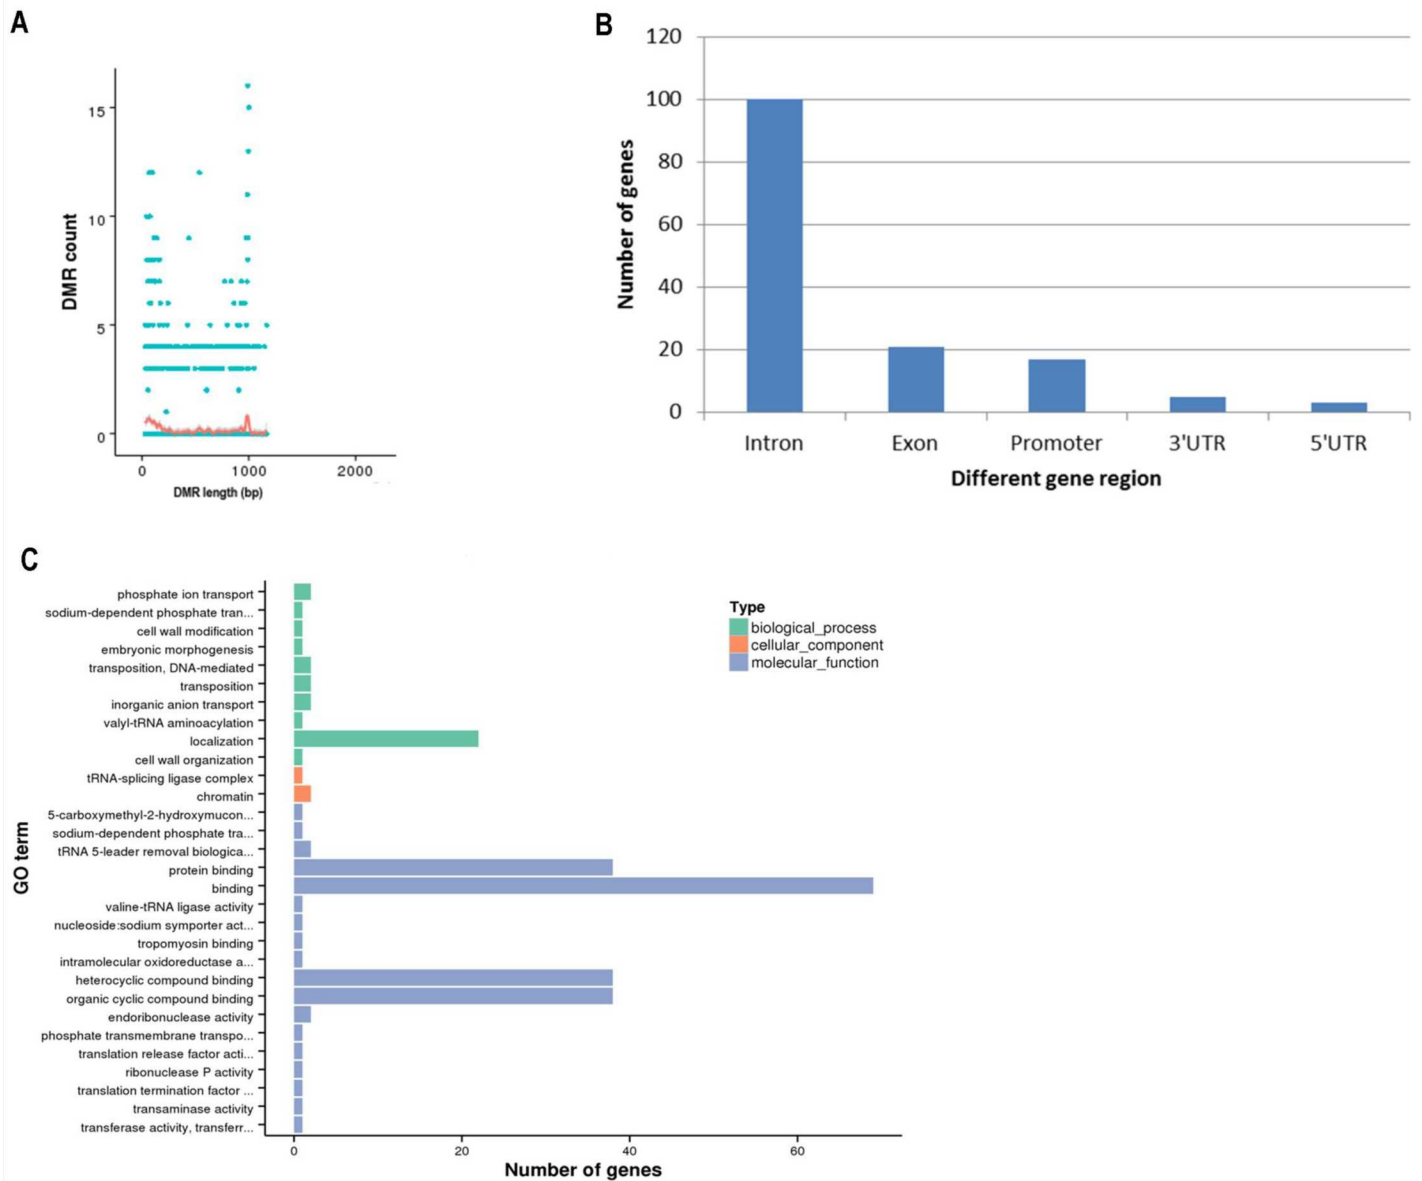 A
15
10
5
0
DMR count
0 1000 2000
DMR length (bp)
B
120
100
80
60
40
20
0
Number of genes
Intron Exon Promoter 3'UTR 5'UTR
Different gene region
C
phosphate ion transport
sodium-dependent phosphate tran...
cell wall modification
embryonic morphogenesis
transposition, DNA-mediated
transposition
inorganic anion transport
valyl-tRNA aminoacylation
localization
cell wall organization
tRNA-splicing ligase complex
chromatin
5-carboxymethyl-2-hydroxymucon...
sodium-dependent phosphate tra...
tRNA 5-leader removal biologica...
protein binding
binding
valine-tRNA ligase activity
nucleoside:sodium symporter act...
tropomyosin binding
intramolecular oxidoreductase a...
heterocyclic compound binding
organic cyclic compound binding
endoribonuclease activity
phosphate transmembrane transpo...
translation release factor acti...
ribonuclease P activity
translation termination factor ...
transaminase activity
transferase activity, transferr...
GO term
0 20 40 60
Number of genes
Type
biological_process
cellular_component
molecular_function